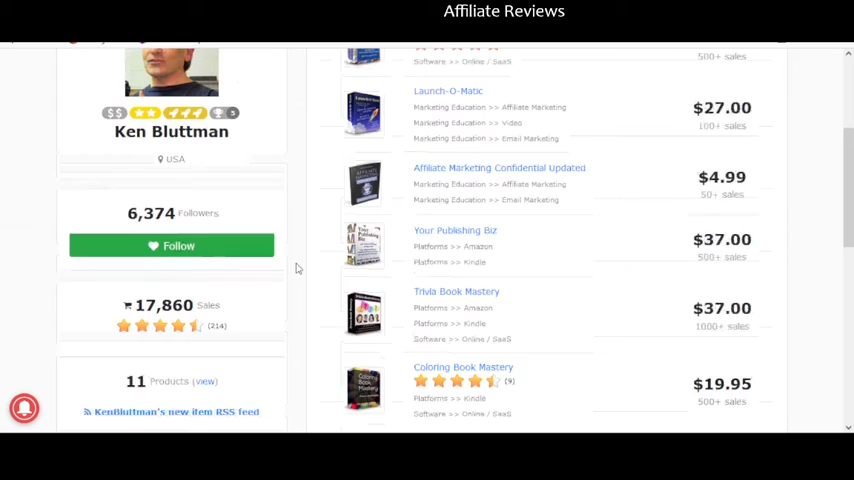 Affiliate Reviews
$$
5
Ken Bluttman
USA
6,374 Followers
Follow
17,860 Sales
(214)
11 Products (view)
KenBluttman's new item RSS feed
Software >> Online / SaaS
500+ sales
Launch-O-Matic
Marketing Education >> Affiliate Marketing
Marketing Education >> Video
Marketing Education >> Email Marketing
$27.00
100+ sales
Affiliate Marketing Confidential Updated
Marketing Education >> Affiliate Marketing
Marketing Education >> Email Marketing
$4.99
50+ sales
Your Publishing Biz
Platforms >> Amazon
Platforms >> Kindle
$37.00
500+ sales
Trivia Book Mastery
Platforms >> Amazon
Platforms >> Kindle
Software >> Online / SaaS
$37.00
1000+ sales
Coloring Book Mastery
(9)
Platforms >> Kindle
Software >> Online / SaaS
$19.95
500+ sales